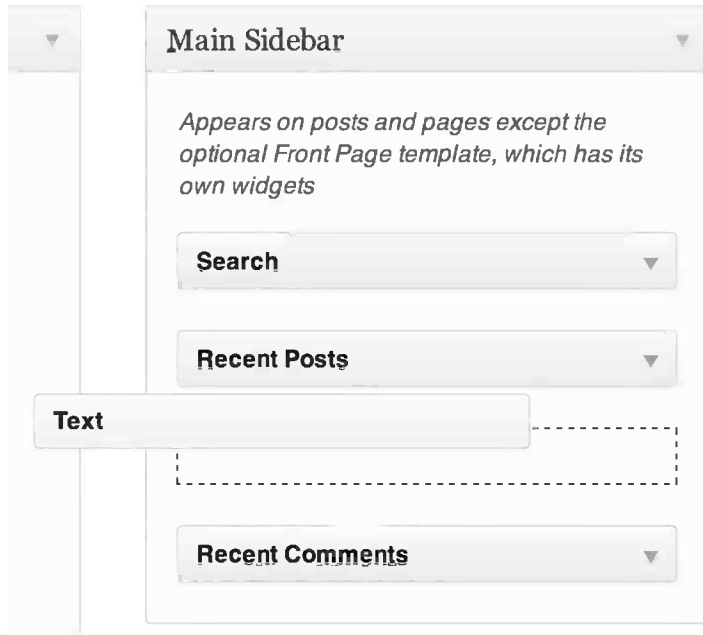 Main Sidebar
Appears on posts and pages except the
optional Front Page template, which has its
own widgets
Search
Recent Posts
Text
Recent Comments